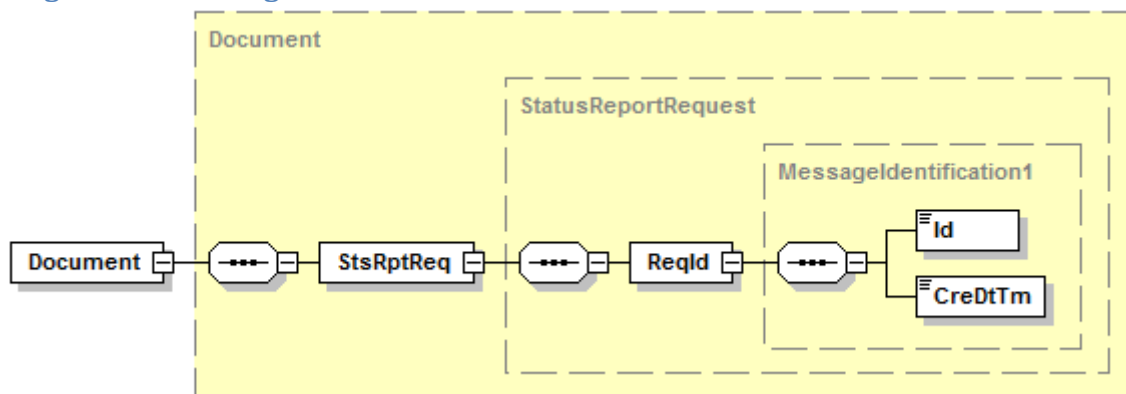 Document
StatusReportRequest
MessageIdentification1
Id
Document
StsRptReq
ReqId
CreDtTm